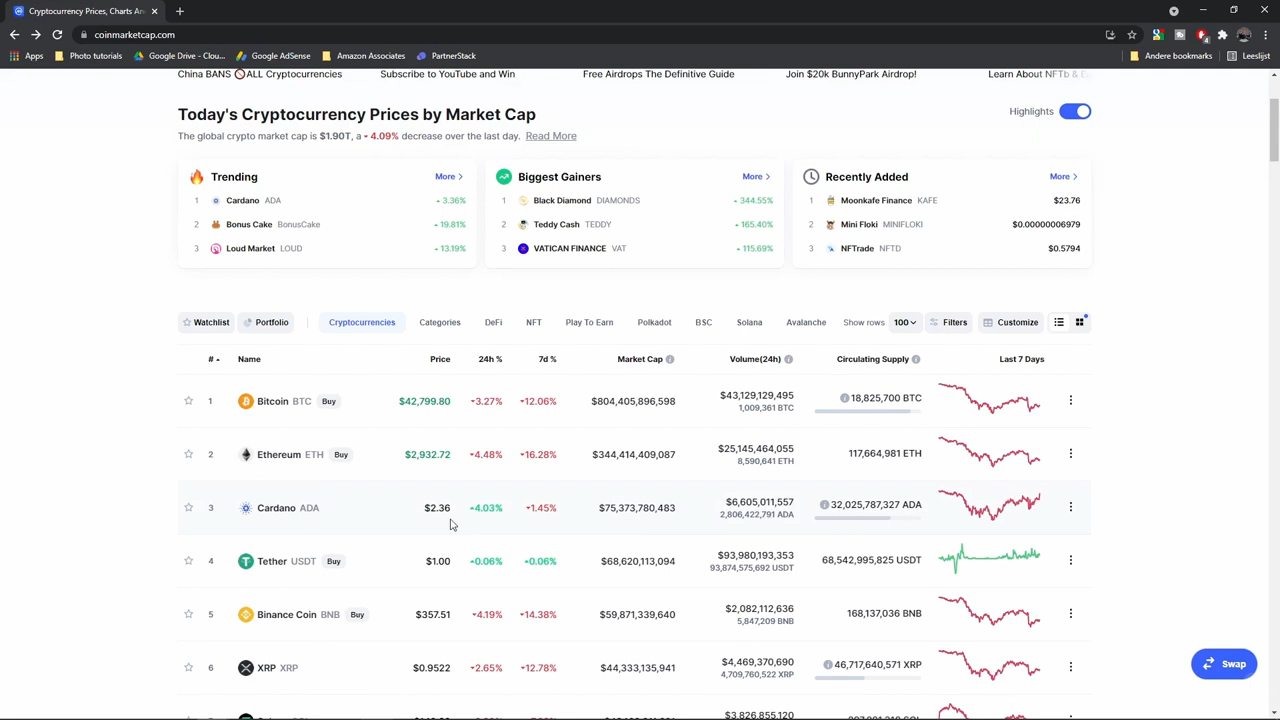 Cryptocurrency Prices, Charts An
coinmarketcap.com
Apps Photo tutorials Google Drive - Clou... Google AdSense Amazon Associates PartnerStack Andere bookmarks Leeslijst
China BANS ALL Cryptocurrencies Subscribe to YouTube and Win Free Airdrops The Definitive Guide Join $20k BunnyPark Airdrop! Learn About NFTb &
Today's Cryptocurrency Prices by Market Cap
Highlights
The global crypto market cap is $1.90T, a 4.09% decrease over the last day. Read More
Trending More Biggest Gainers More Recently Added More
1 Cardano ADA 3.36% 1 Black Diamond DIAMONDS 344.55% 1 Moonkafe Finance KAFE $23.76
2 Bonus Cake BonusCake 19.81% 2 Teddy Cash TEDDY 165.40% 2 Mini Floki MINIFLOKI $0.00000006979
3 Loud Market LOUD 13.19% 3 VATICAN FINANCE VAT 115.69% 3 NFTrade NFTD $0.5794
Watchlist Portfolio Cryptocurrencies Categories DeFi NFT Play To Earn Polkadot BSC Solana Avalanche Show rows 100 Filters Customize
# Name Price 24h % 7d % Market Cap Volume(24h) Circulating Supply Last 7 Days
1 Bitcoin BTC Buy $42,799.80 3.27% 12.06% $804,405,896,598 $43,129,129,495 18,825,700 BTC
1,009,361 BTC
2 Ethereum ETH Buy $2,932.72 4.48% 16.28% $344,414,409,087 $25,145,464,055 117,664,981 ETH
8,590,641 ETH
3 Cardano ADA $2.36 4.03% 1.45% $75,373,780,483 $6,605,011,557 32,025,787,327 ADA
2,806,422,791 ADA
4 Tether USDT Buy $1.00 0.06% 0.06% $68,620,113,094 $93,980,193,353 68,542,995,825 USDT
93,874,575,692 USDT
5 Binance Coin BNB Buy $357.51 4.19% 14.38% $59,871,339,640 $2,082,112,636 168,137,036 BNB
5,847,209 BNB
6 XRP XRP $0.9522 2.65% 12.78% $44,333,135,941 $4,469,370,690 46,717,640,571 XRP
4,709,760,522 XRP
Swap
$3,826,855,120